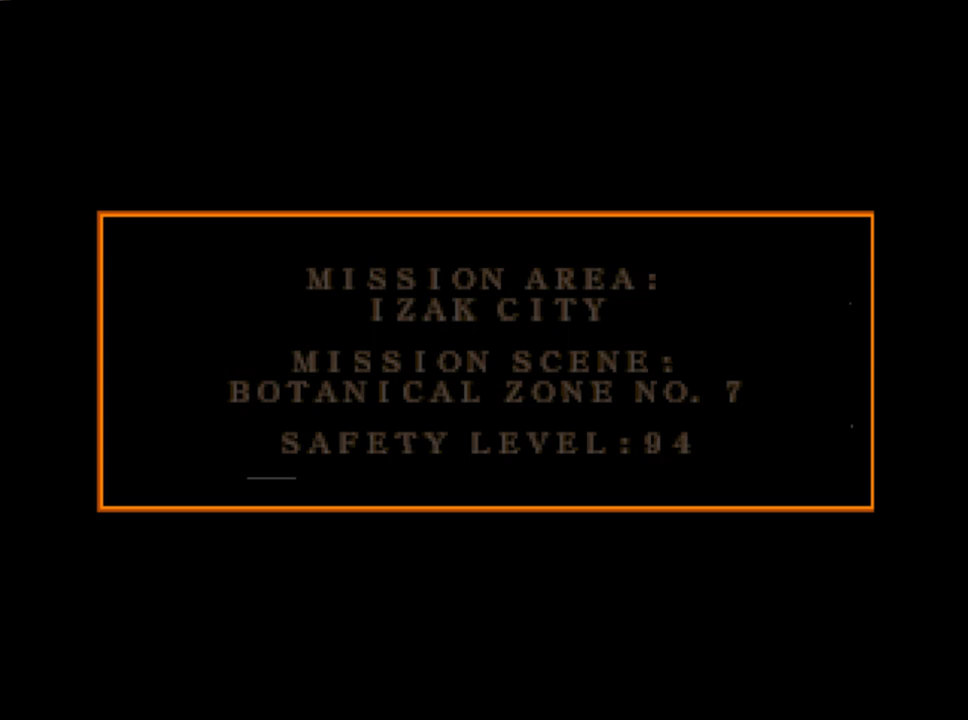 MISSION AREA:
IZAK CITY
MISSION SCENE:
BOTANICAL ZONE NO. 7
SAFETY LEVEL:94